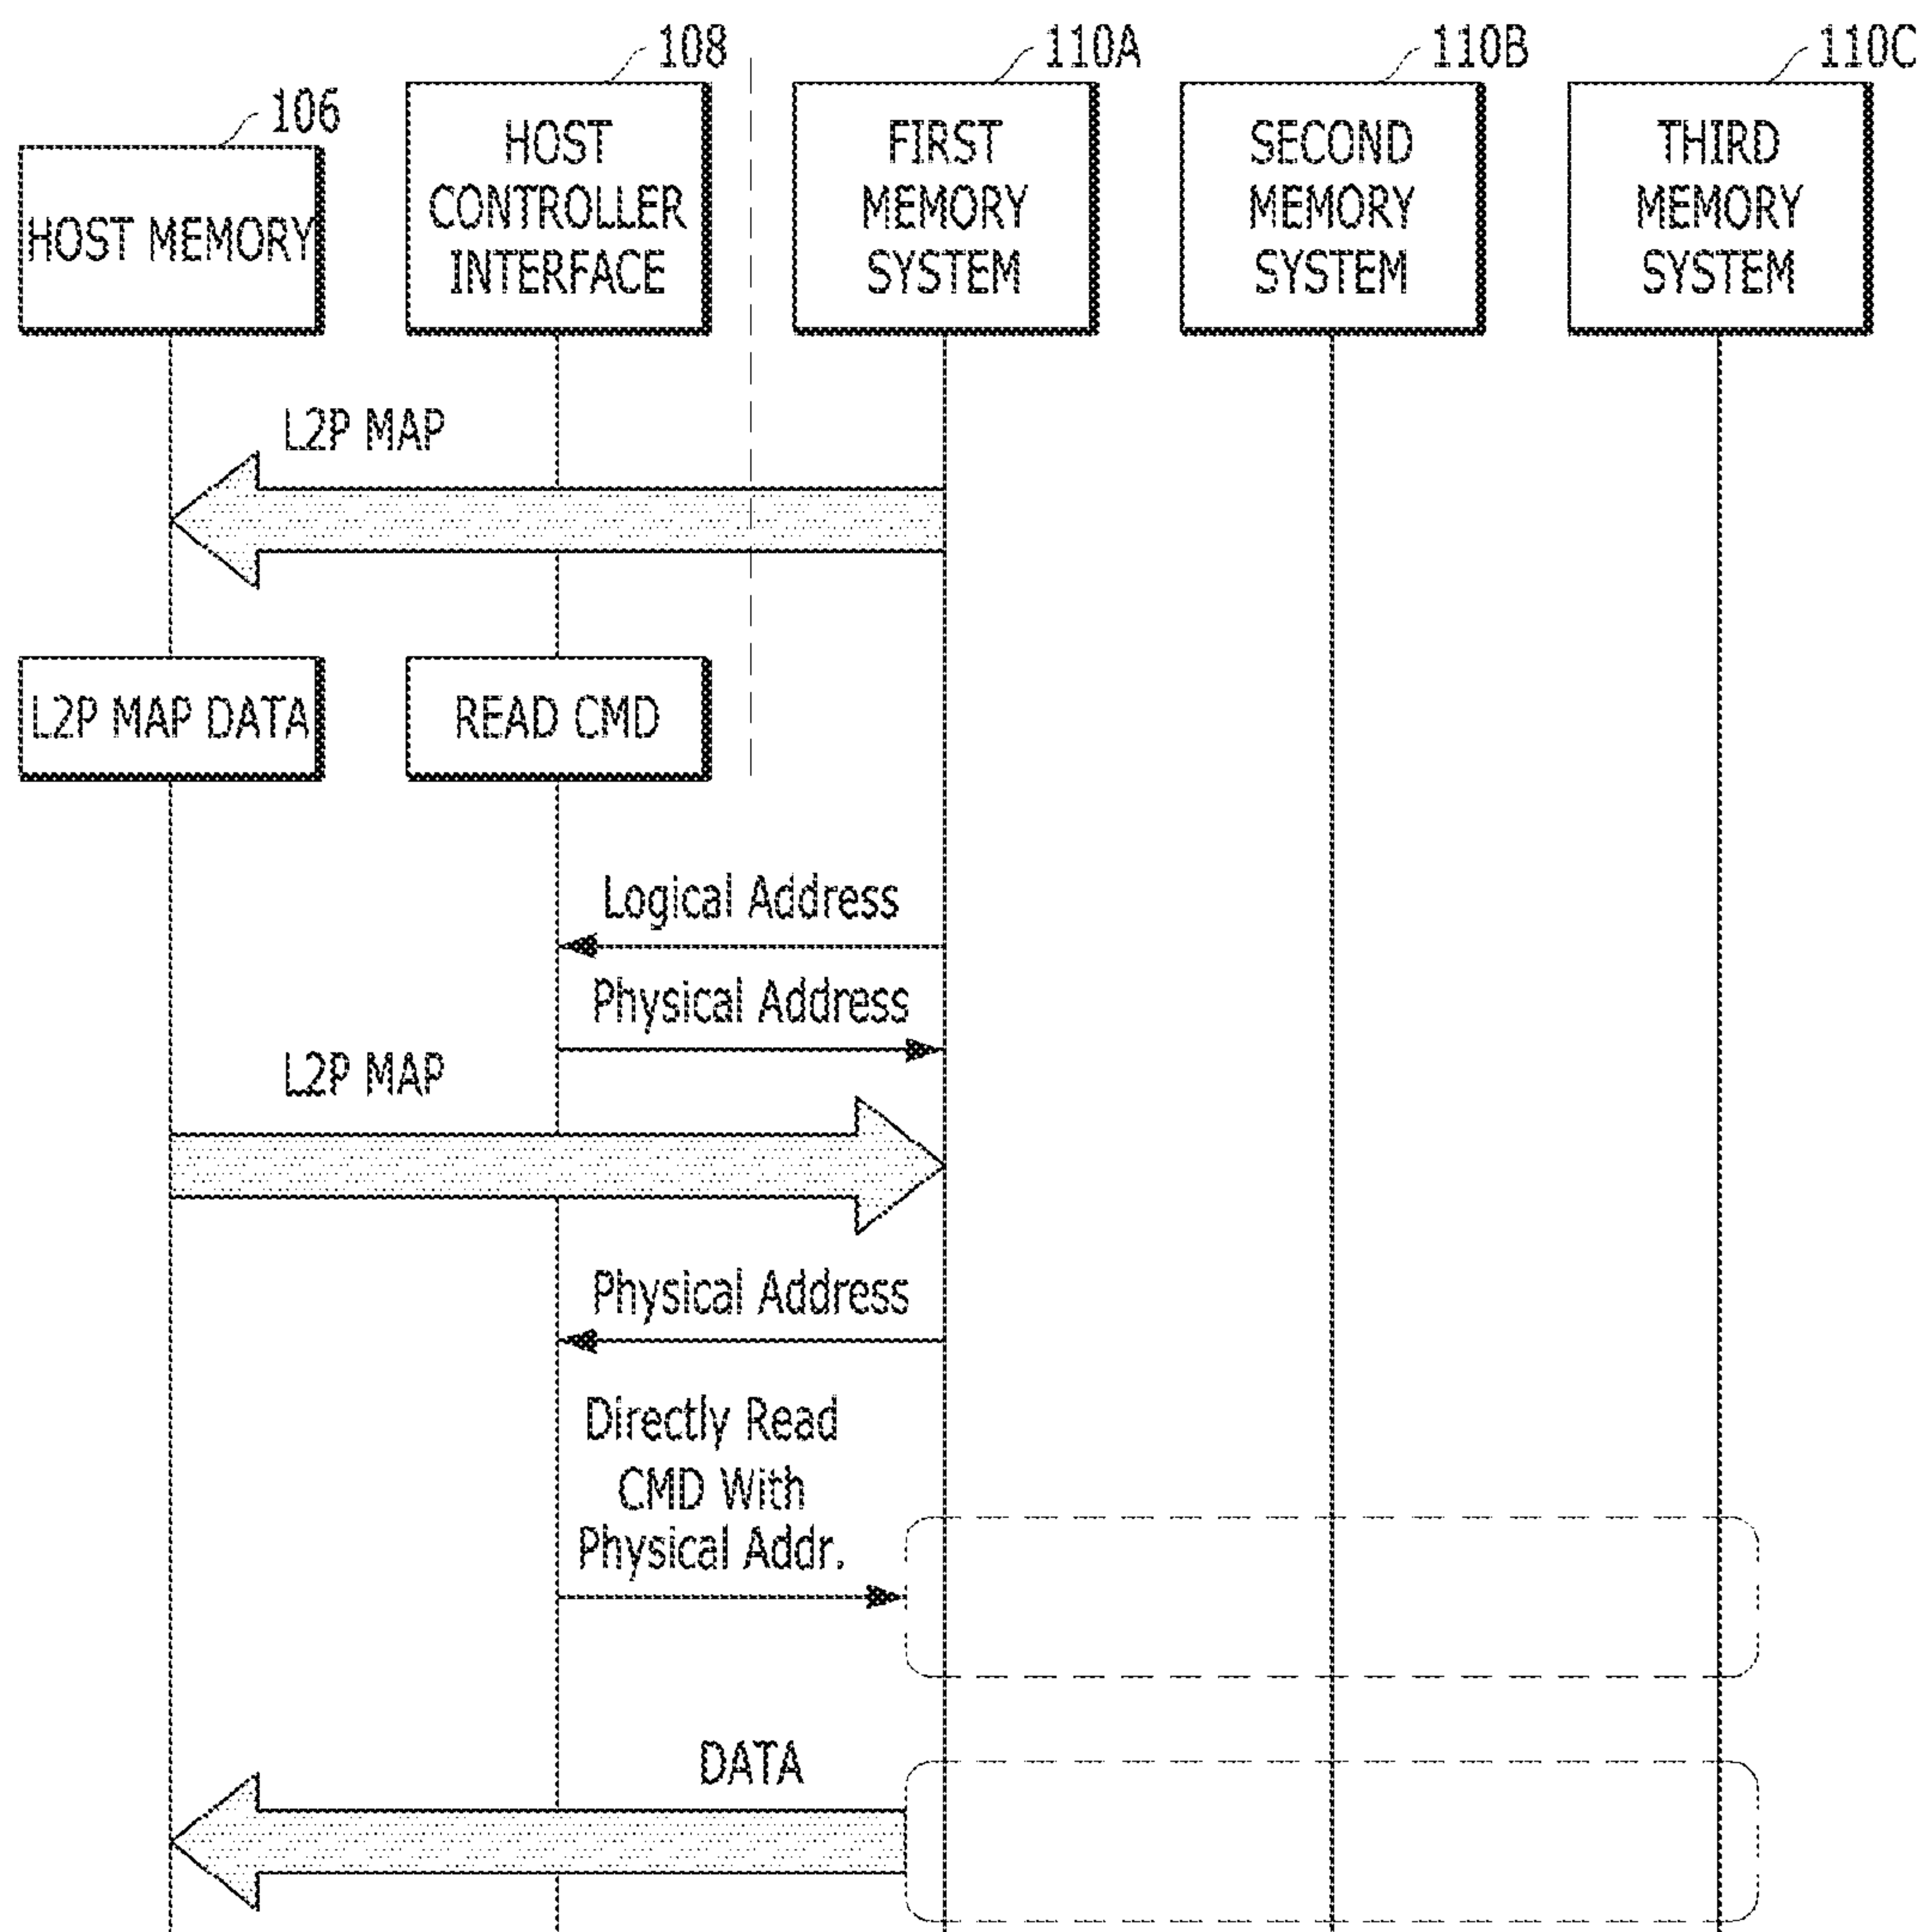 106
108
110A
110B
110C
HOST MEMORY
HOST
CONTROLLER
INTERFACE
FIRST
MEMORY
SYSTEM
SECOND
MEMORY
SYSTEM
THIRD
MEMORY
SYSTEM
L2P MAP
L2P MAP DATA
READ CMD
Logical Address
Physical Address
L2P MAP
Physical Address
Directly Read
CMD With
Physical Addr.
DATA